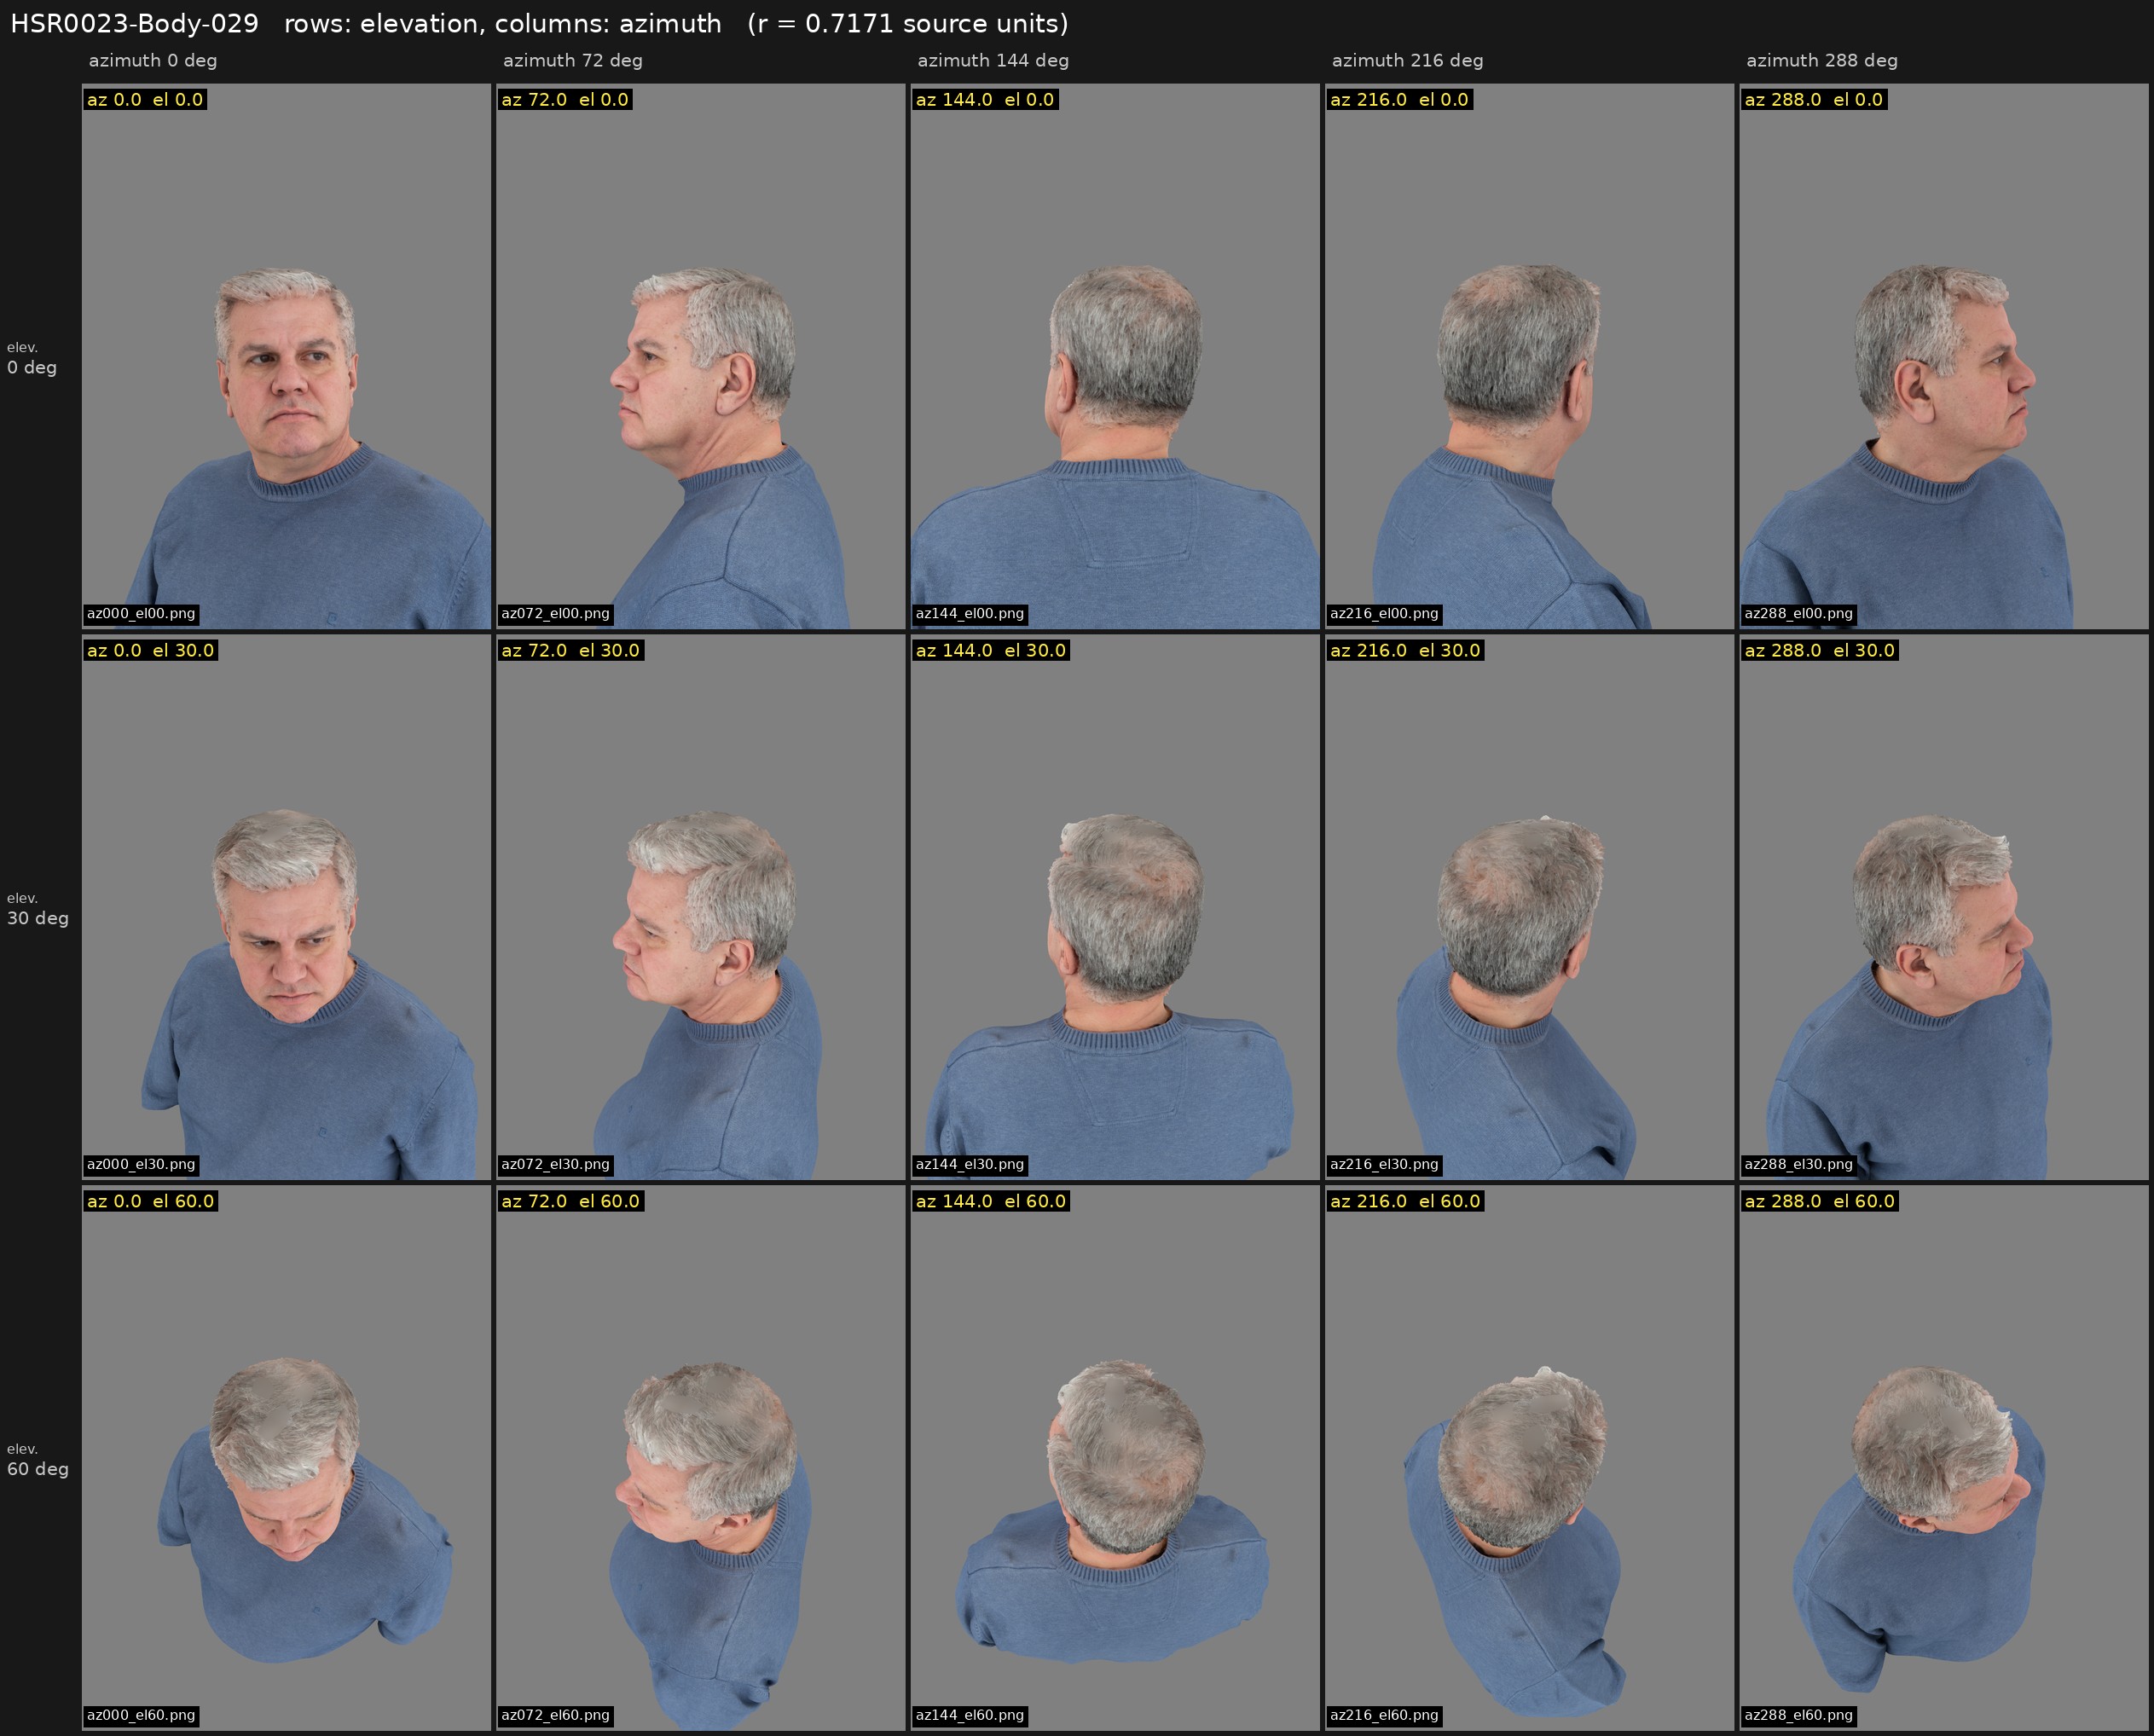 HSR0023-Body-029   rows: elevation, columns: azimuth   (r = 0.7171 source units)
azimuth 0 deg
azimuth 72 deg
azimuth 144 deg
azimuth 216 deg
azimuth 288 deg
elev.
0 deg
az 0.0  el 0.0
az 72.0  el 0.0
az 144.0  el 0.0
az 216.0  el 0.0
az 288.0  el 0.0
az000_el00.png
az072_el00.png
az144_el00.png
az216_el00.png
az288_el00.png
elev.
30 deg
az 0.0  el 30.0
az 72.0  el 30.0
az 144.0  el 30.0
az 216.0  el 30.0
az 288.0  el 30.0
az000_el30.png
az072_el30.png
az144_el30.png
az216_el30.png
az288_el30.png
elev.
60 deg
az 0.0  el 60.0
az 72.0  el 60.0
az 144.0  el 60.0
az 216.0  el 60.0
az 288.0  el 60.0
az000_el60.png
az072_el60.png
az144_el60.png
az216_el60.png
az288_el60.png